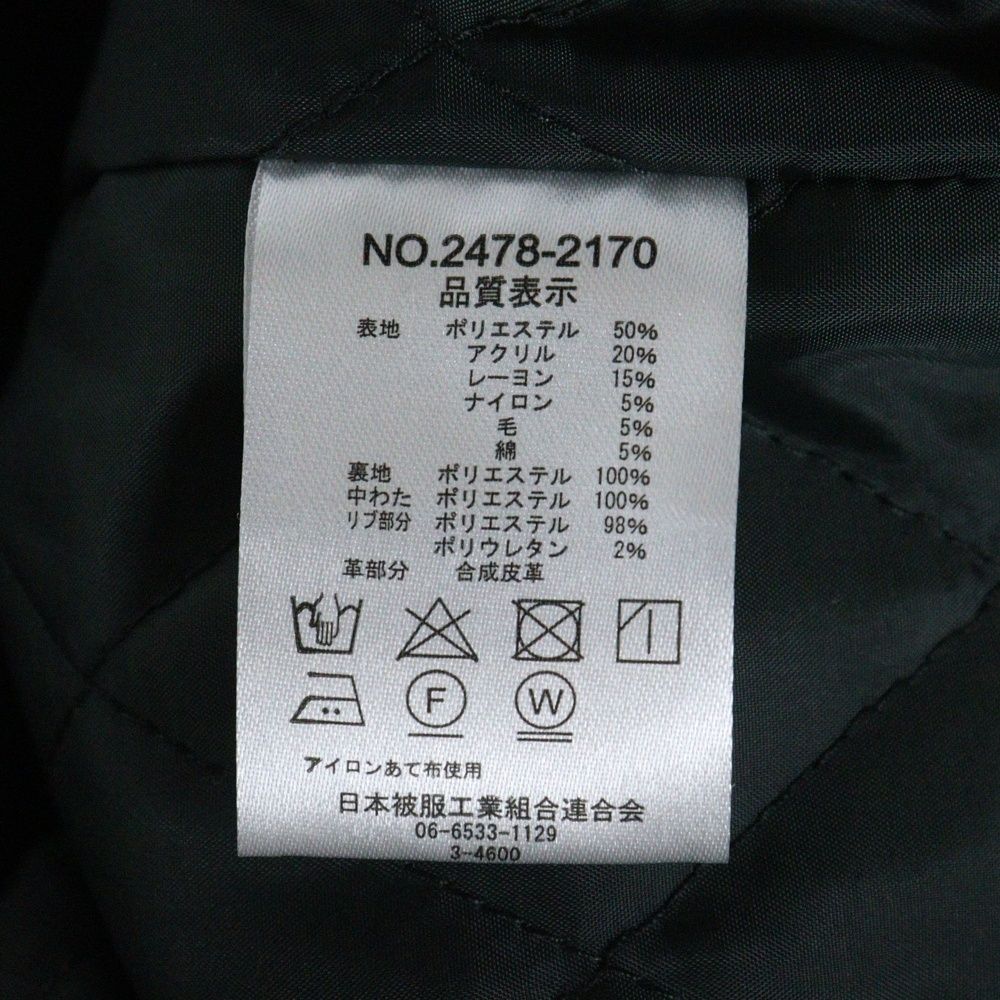 NO.2478-2170
品質表示
表地 ポリエステル 50%
アクリル 20%
レーヨン 15%
ナイロン 5%
毛 5%
綿 5%
裏地 ポリエステル 100%
中わた ポリエステル 100%
リブ部分 ポリエステル 98%
ポリウレタン 2%
革部分 合成皮革
F W
アイロンあて布使用
日本被服工業組合連合会
06-6533-1129
3-4600